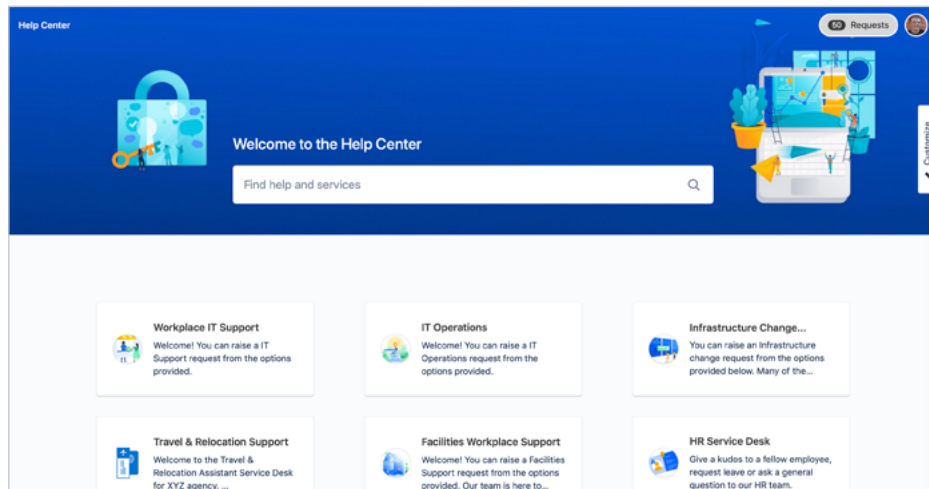 Help Center
50 Requests
Customize
Welcome to the Help Center
Find help and services
Workplace IT Support
Welcome! You can raise a IT
Support request from the options
provided.
IT Operations
Welcome! You can raise a IT
Operations request from the
options provided.
Infrastructure Change...
You can raise an Infrastructure
change request from the options
provided below. Many of the...
Travel & Relocation Support
Welcome to the Travel &
Relocation Assistant Service Desk
for XYZ agency. ...
Facilities Workplace Support
Welcome! You can raise a Facilities
Support request from the options
provided. Our team is here to...
HR Service Desk
Give a kudos to a fellow employee,
request leave or ask a general
question to our HR team.